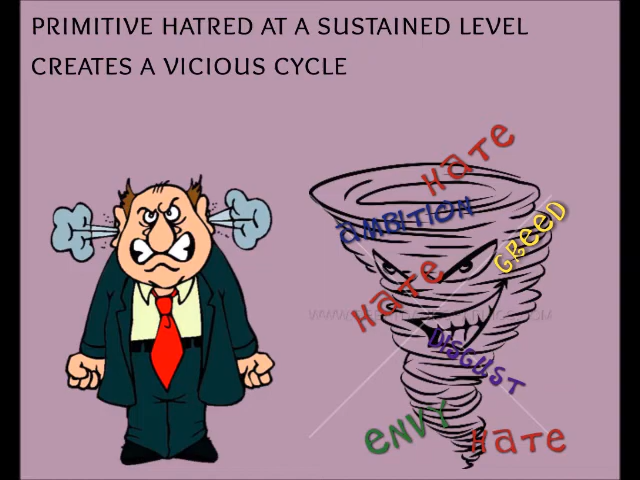 PRIMITIVE HATRED AT A SUSTAINED LEVEL
CREATES A VICIOUS CYCLE
HATE
AMBITION
GREED
HATE
DISGUST
ENVY
HATE